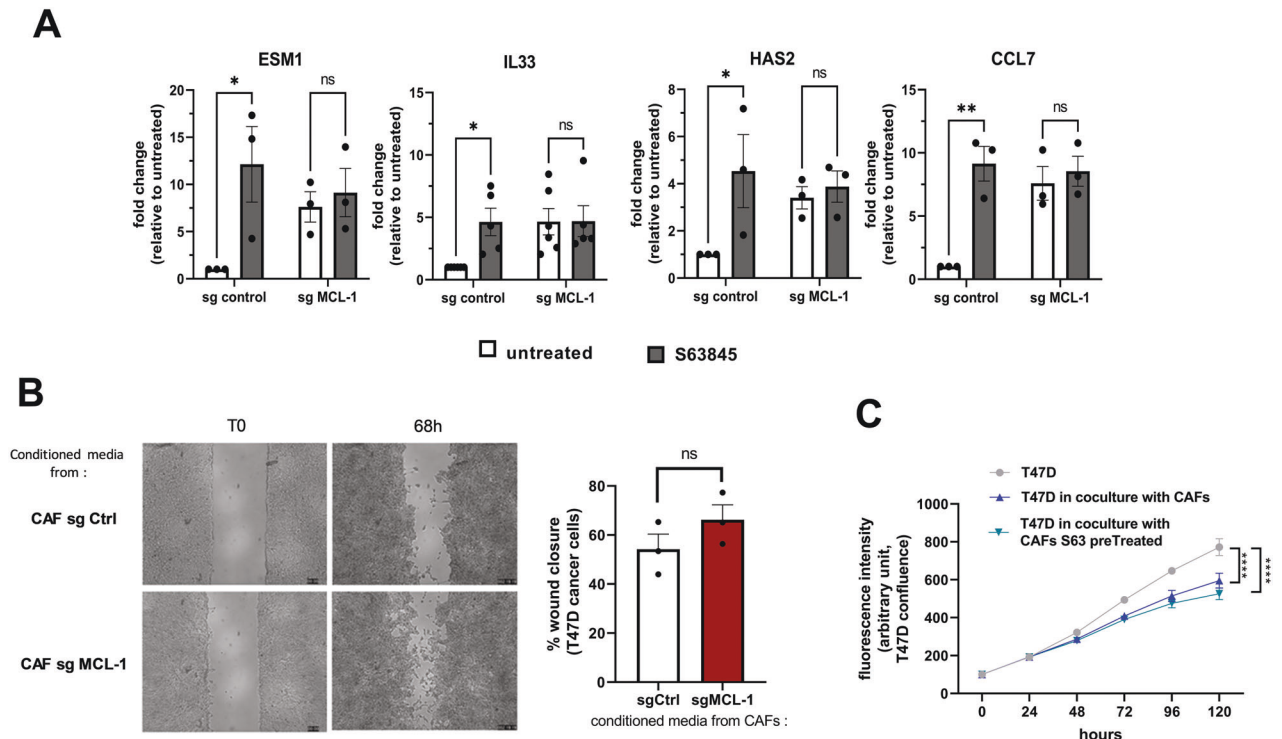 A
ESM1
fold change
(relative to untreated)
20
15
10
5
0
*
ns
sg control
sg MCL-1
IL33
fold change
(relative to untreated)
15
10
5
0
*
ns
sg control
sg MCL-1
HAS2
fold change
(relative to untreated)
8
6
4
2
0
*
ns
sg control
sg MCL-1
CCL7
fold change
(relative to untreated)
15
10
5
0
**
ns
sg control
sg MCL-1
untreated
S63845
B
T0
68h
Conditioned media
from :
CAF sg Ctrl
CAF sg MCL-1
% wound closure
(T47D cancer cells)
80
60
40
20
0
ns
sgCtrl
sgMCL-1
conditioned media from CAFs :
C
T47D
T47D in coculture with CAFs
T47D in coculture with
CAFs S63 preTreated
fluorescence intensity
(arbitrary unit,
T47D confluence)
1000
800
600
400
200
0
****
****
0
24
48
72
96
120
hours